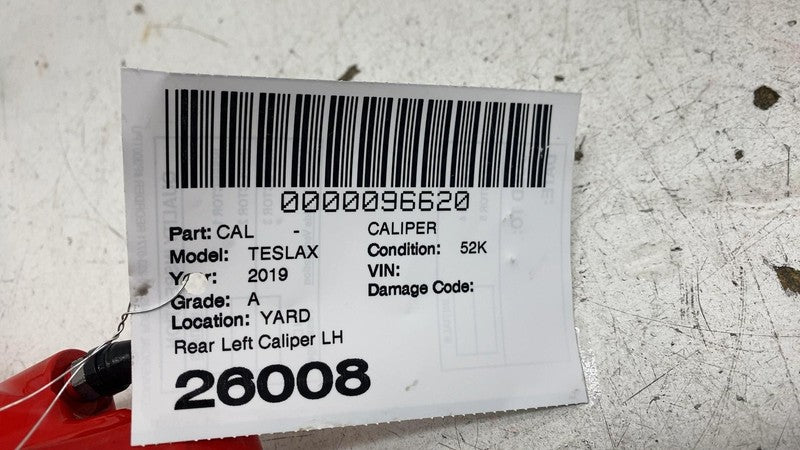 0000096620
Part: CAL - CALIPER
Model: TESLAX Condition: 52K
Year: 2019 VIN:
Grade: A Damage Code:
Location: YARD
Rear Left Caliper LH
26008